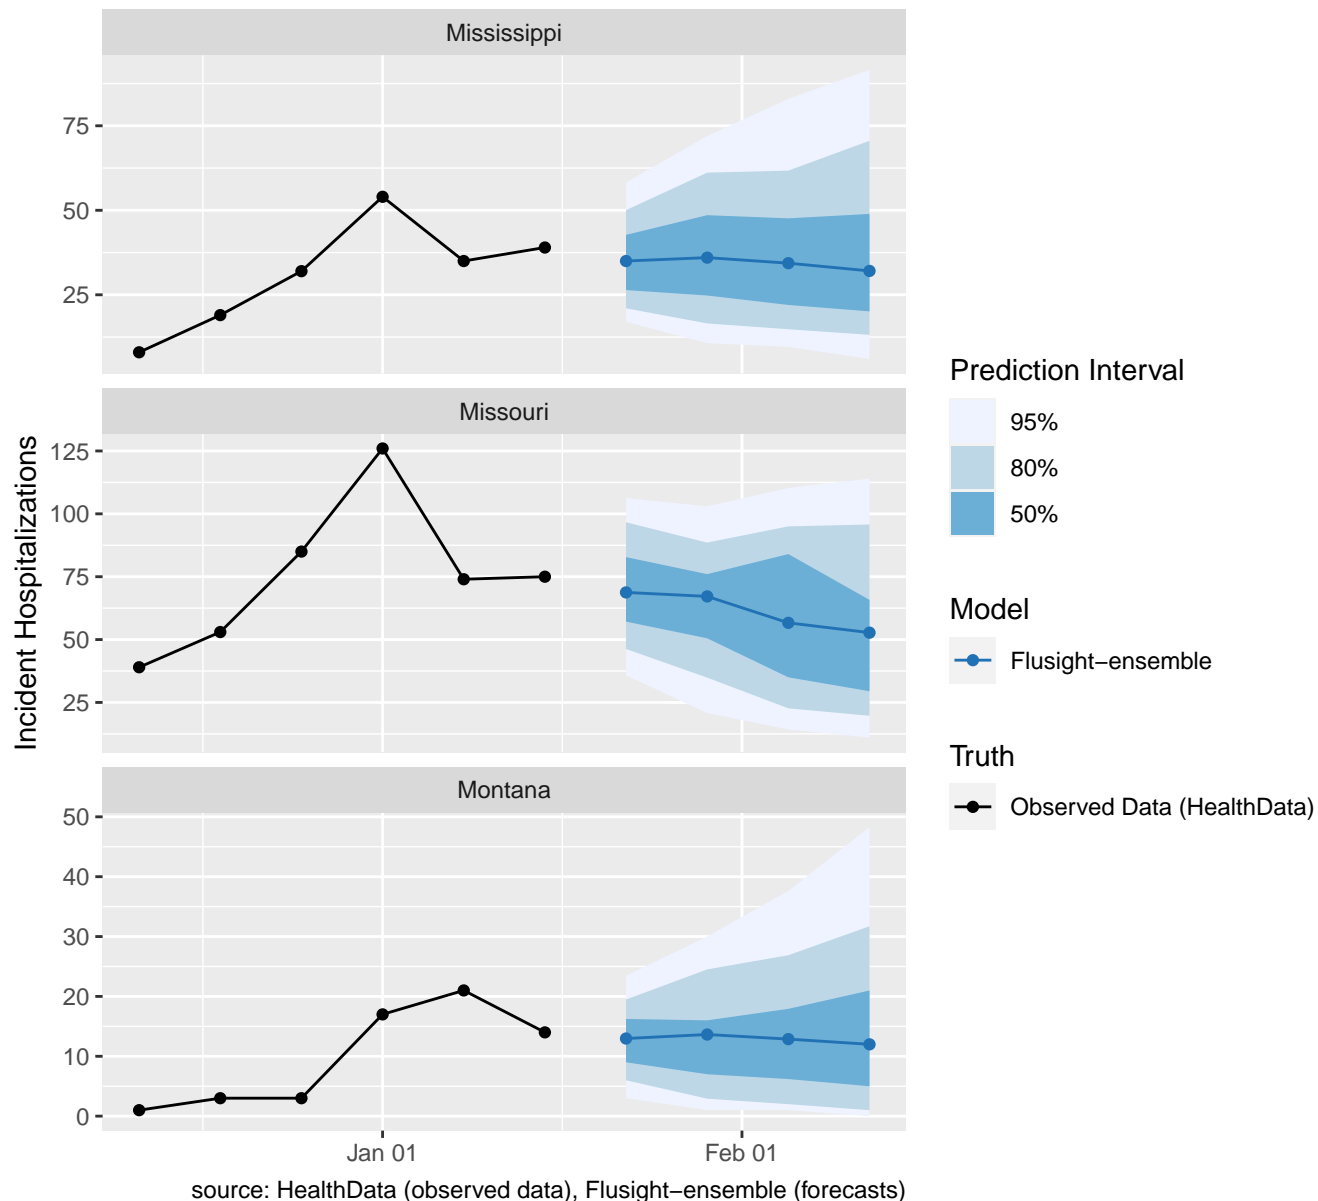 Mississippi
75
50
25
Missouri
125
100
75
50
25
Montana
50
40
30
20
10
0
Jan 01
Feb 01
Incident Hospitalizations
source: HealthData (observed data), Flusight−ensemble (forecasts)
Prediction Interval
95%
80%
50%
Model
Flusight−ensemble
Truth
Observed Data (HealthData)